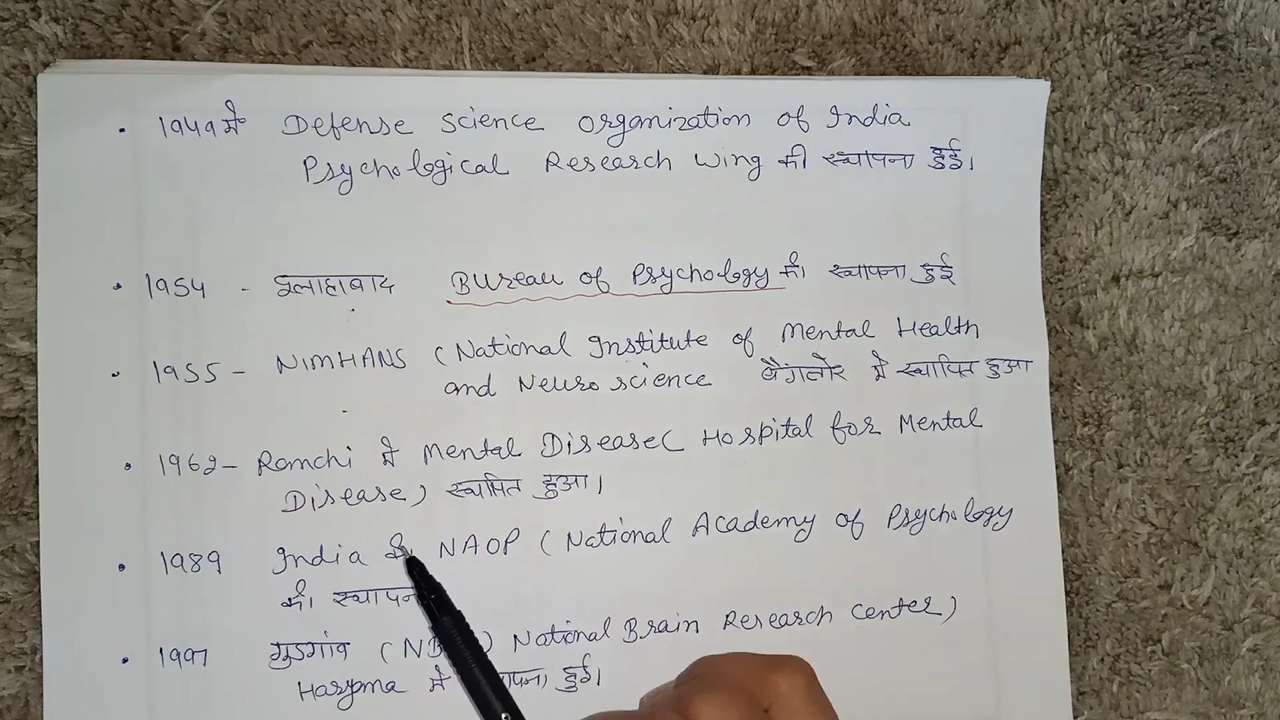 • 1949 में Defense Science Organization of India
Psychological Research Wing की स्थापना हुई।
• 1954 - इलाहाबाद Bureau of Psychology की स्थापना हुई
• 1955 - NIMHANS (National Institute of Mental Health
and Neuro science बैंगलोर में स्थापित हुआ
• 1962 - Ranchi में Mental Disease ( Hospital for Mental
Disease) स्थापित हुआ।
• 1989 India में NAOP ( National Academy of Psychology
की स्थापना
• 1997 गुडगांव ( National Brain Research Center)
Haryana में हुई।